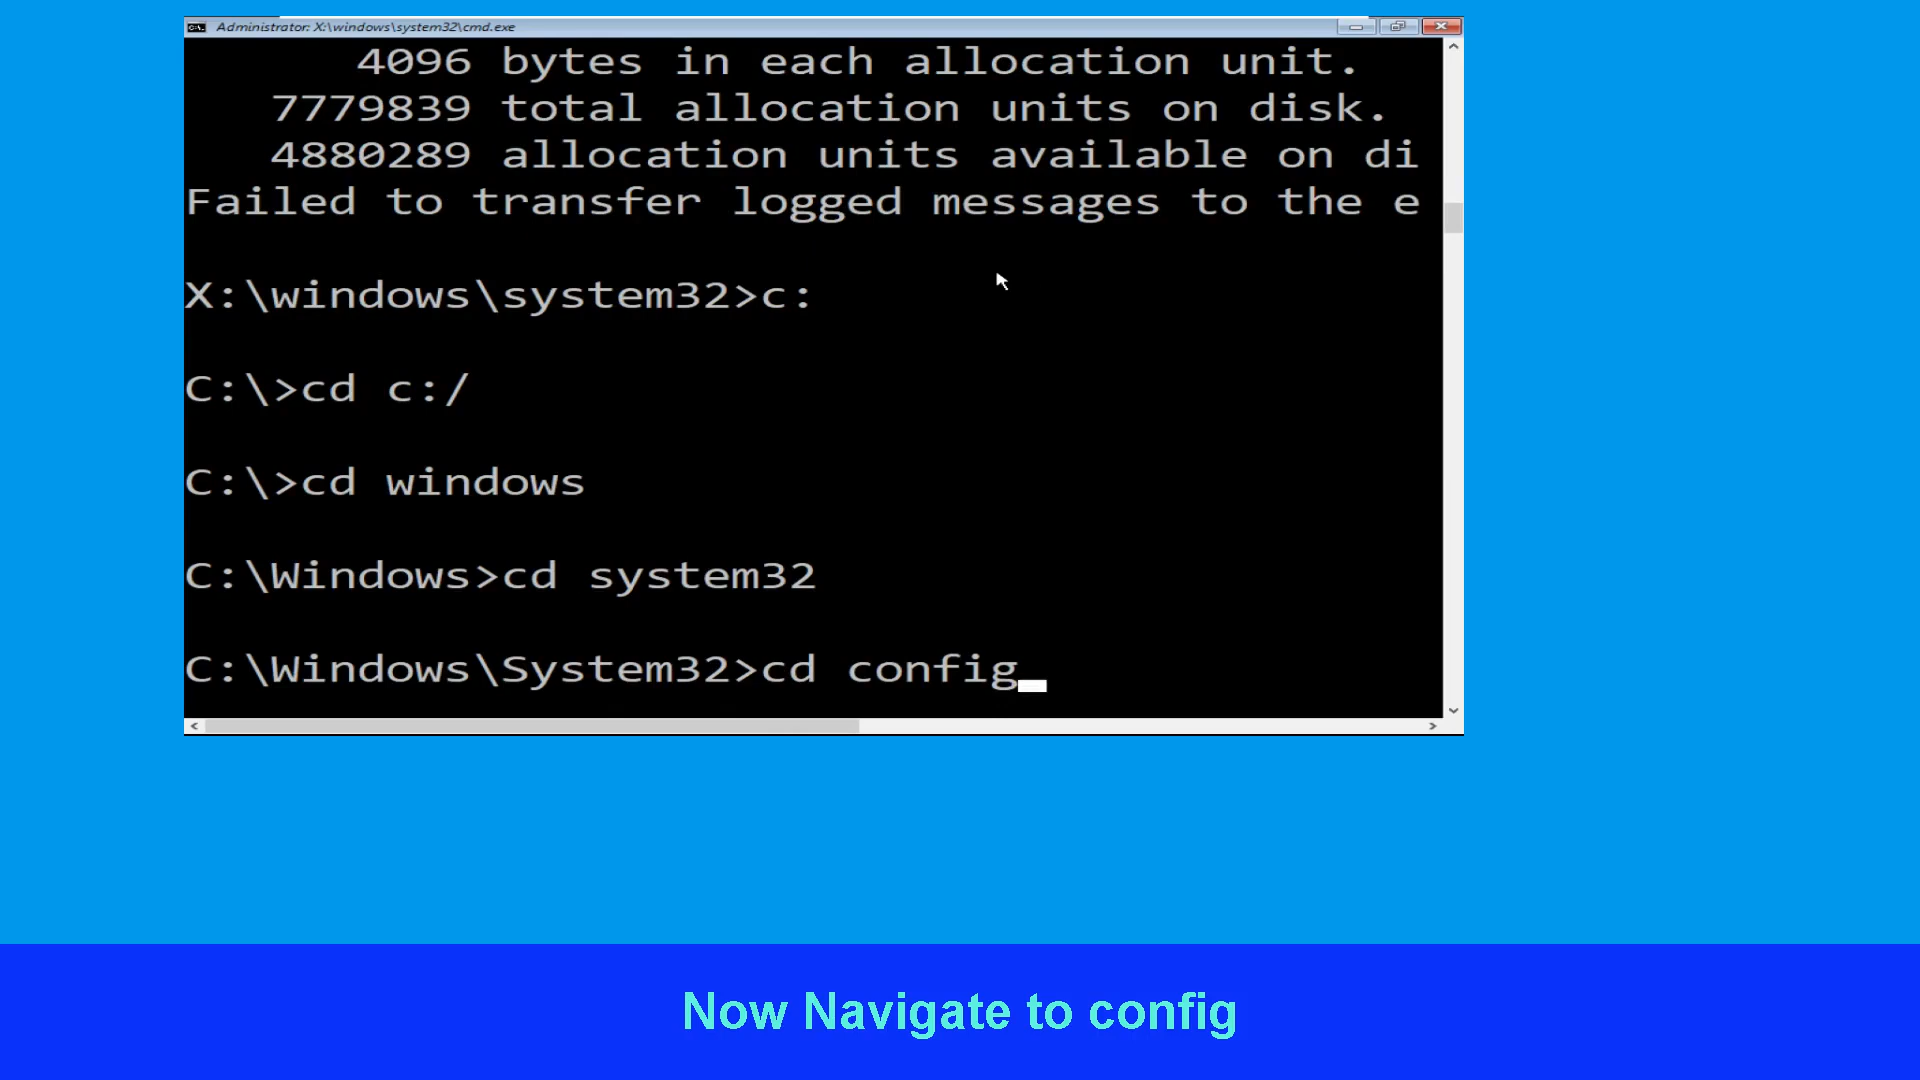 Administrator: X:\windows\system32\cmd.exe
4096 bytes in each allocation unit.
7779839 total allocation units on disk.
4880289 allocation units available on di
Failed to transfer logged messages to the e
X:\windows\system32>c:
C:\>cd c:/
C:\>cd windows
C:\Windows>cd system32
C:\Windows\System32>cd config
Now Navigate to config